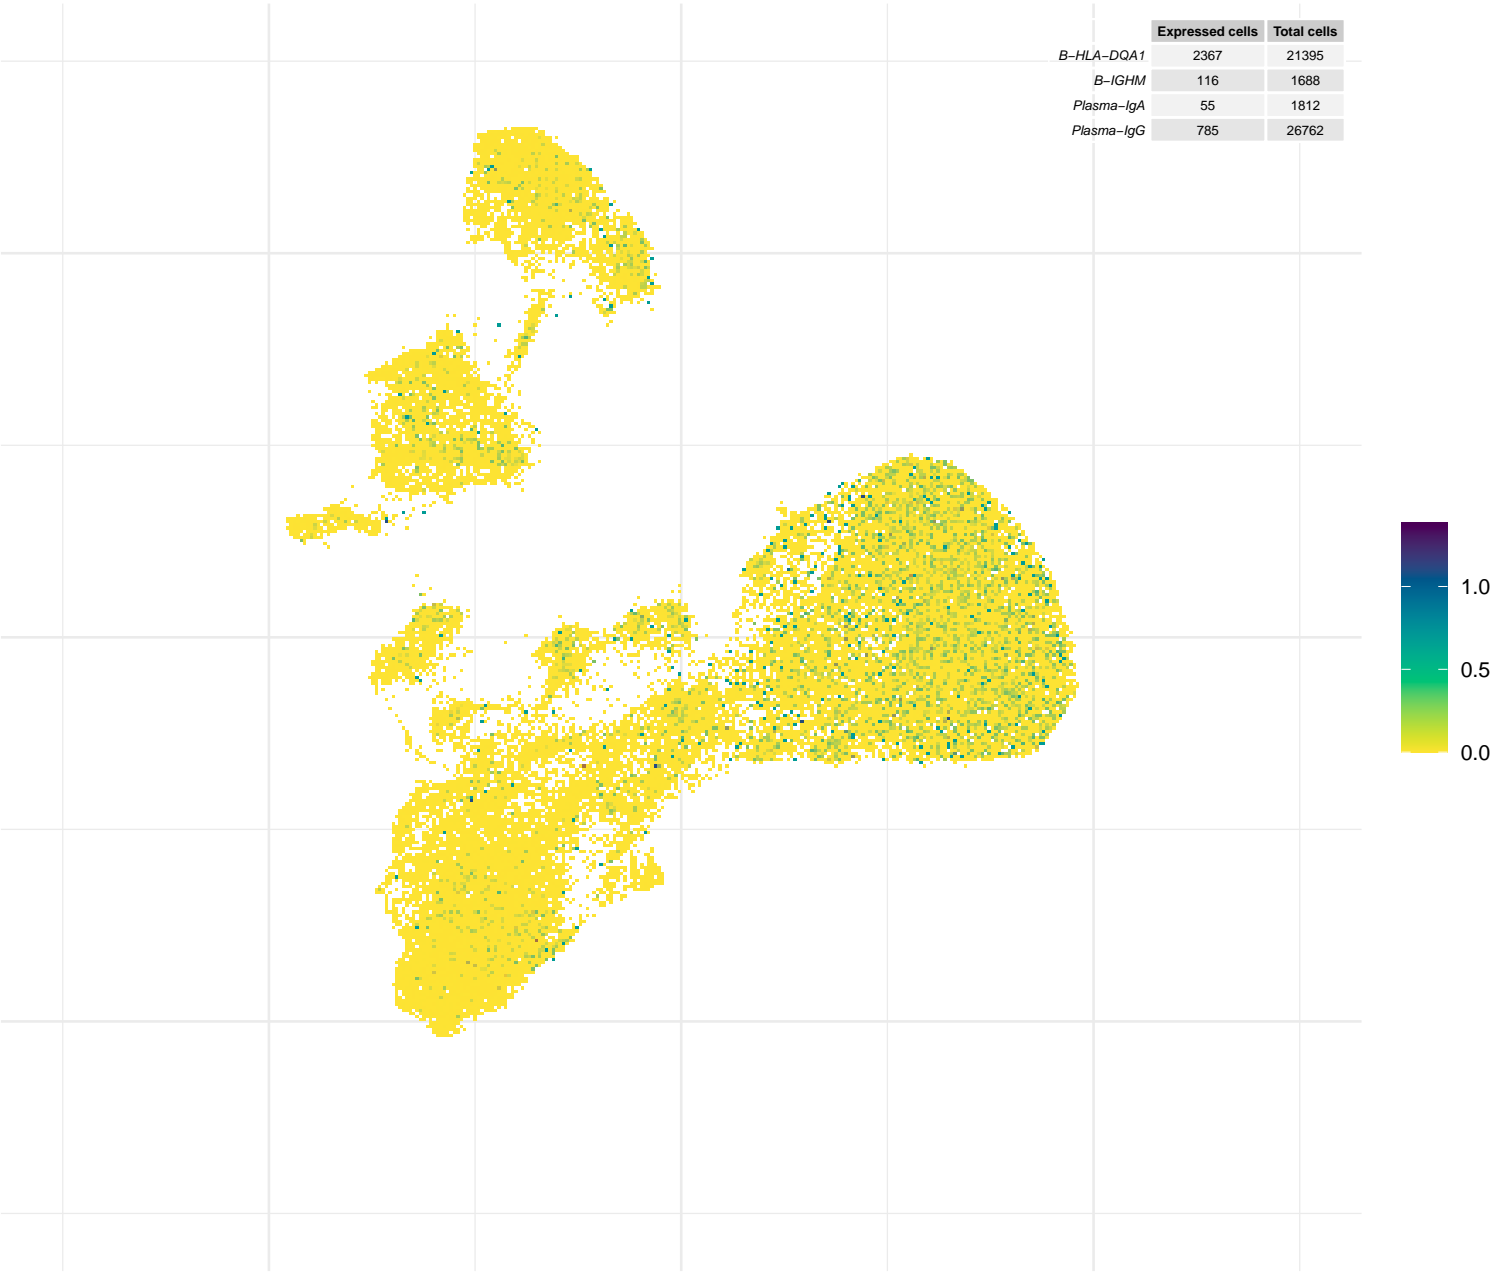 Expressed cells Total cells
B−HLA−DQA1 2367 21395
B−IGHM 116 1688
Plasma−IgA 55 1812
Plasma−IgG 785 26762
1.0
0.5
0.0